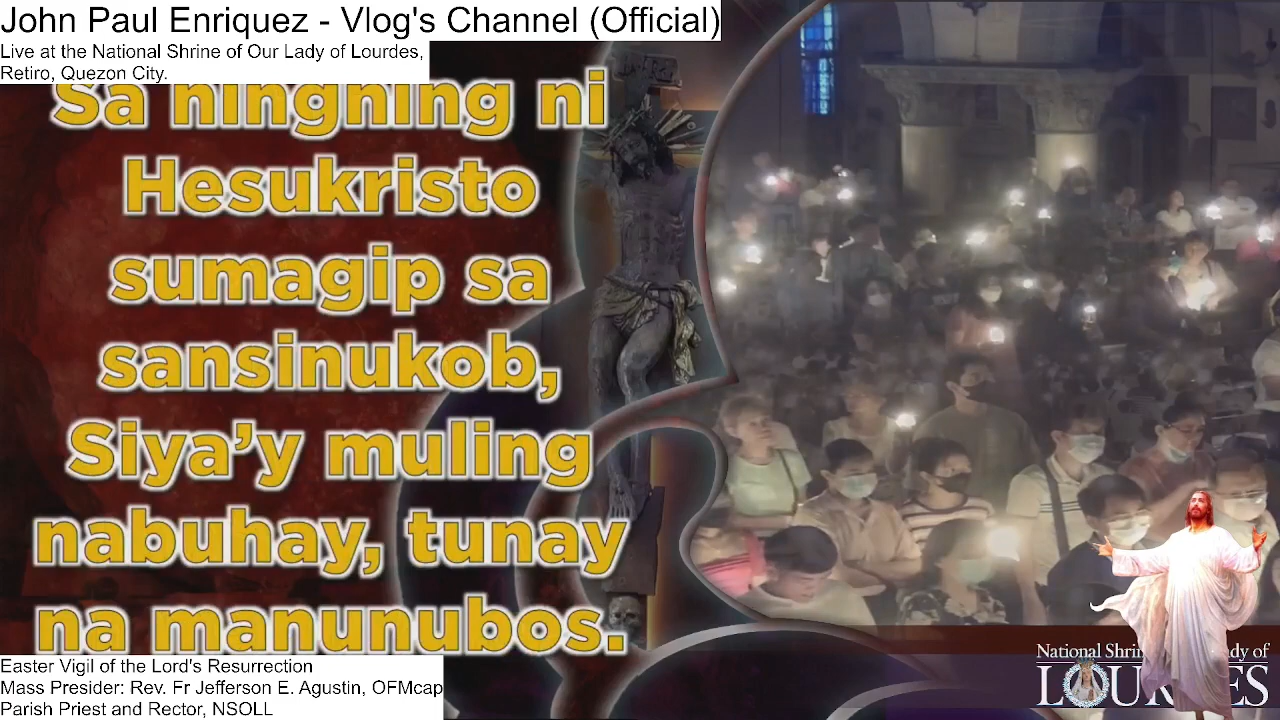 John Paul Enriquez - Vlog's Channel (Official)
Live at the National Shrine of Our Lady of Lourdes,
Retiro, Quezon City.
Sa ningning ni
Hesukristo
sumagip sa
sansinukob,
Siya'y muling
nabuhay, tunay
na manunubos.
Easter Vigil of the Lord's Resurrection
Mass Presider: Rev. Fr Jefferson E. Agustin, OFMcap
Parish Priest and Rector, NSOLL
National